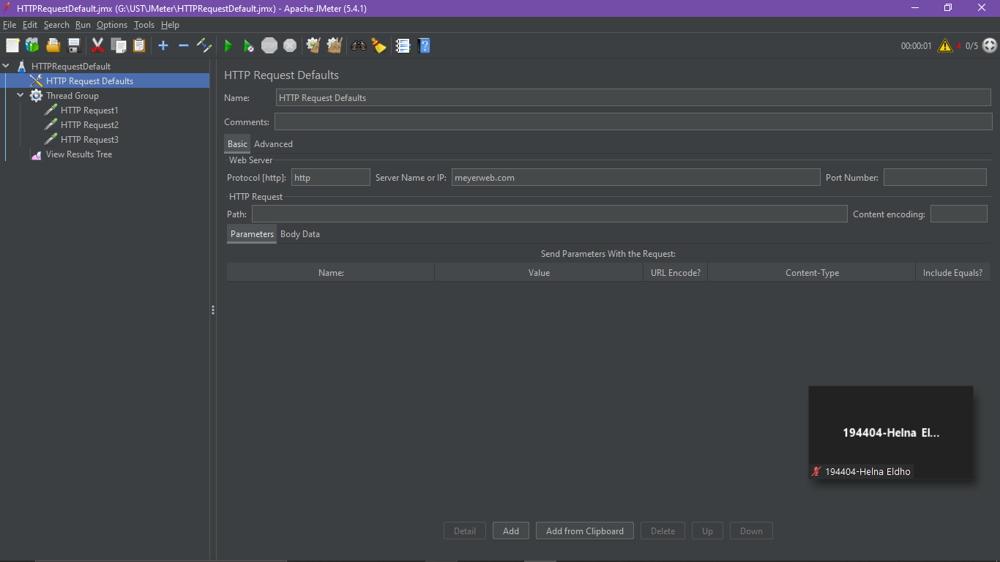 HTTPRequestDefault.jmx (G:\UST\JMeter\HTTPRequestDefault.jmx) - Apache JMeter (5.4.1)
File Edit Search Run Options Tools Help
STOP 00:00:01 4 0/5
HTTPRequestDefault
HTTP Request Defaults
Thread Group
HTTP Request1
HTTP Request2
HTTP Request3
View Results Tree
HTTP Request Defaults
Name: HTTP Request Defaults
Comments:
Basic Advanced
Web Server
Protocol [http]: http Server Name or IP: meyerweb.com Port Number:
HTTP Request
Path: Content encoding:
Parameters Body Data
Send Parameters With the Request:
Name: Value URL Encode? Content-Type Include Equals?
194404-Helna El...
194404-Helna Eldho
Detail Add Add from Clipboard Delete Up Down